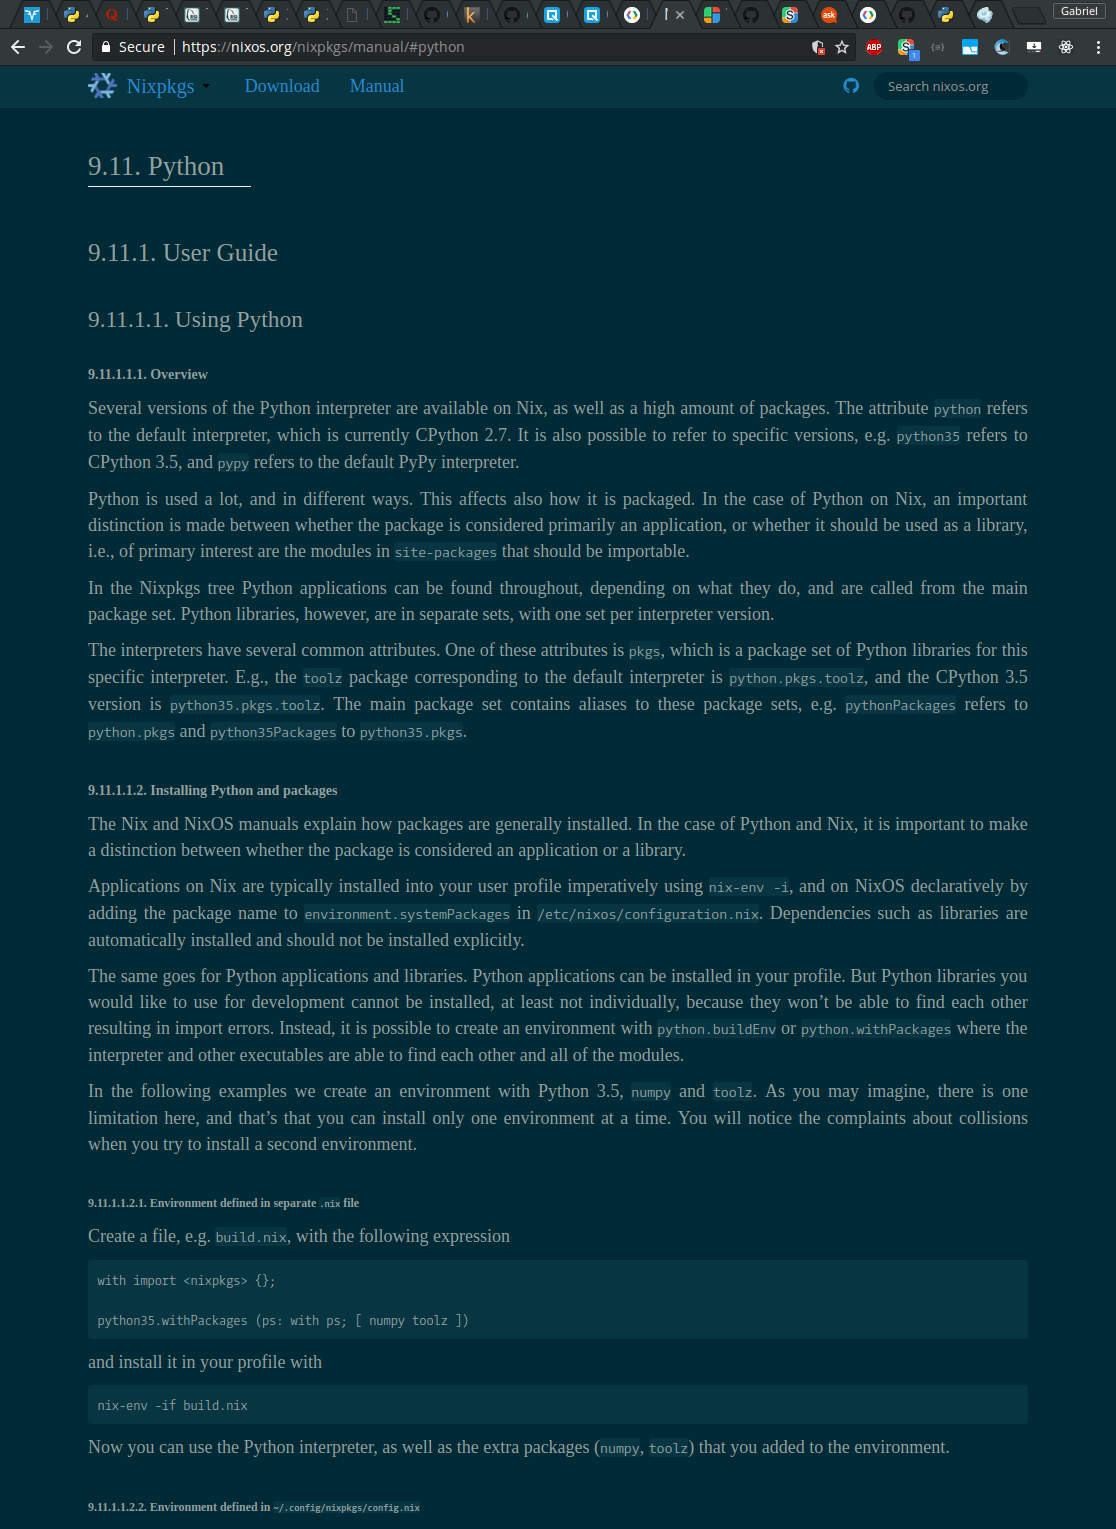 Gabriel
Secure
https://nixos.org/nixpkgs/manual/#python
ABP
1
Nixpkgs
Download
Manual
Search nixos.org
9.11. Python
9.11.1. User Guide
9.11.1.1. Using Python
9.11.1.1.1. Overview
Several versions of the Python interpreter are available on Nix, as well as a high amount of packages. The attribute python refers
to the default interpreter, which is currently CPython 2.7. It is also possible to refer to specific versions, e.g. python35 refers to
CPython 3.5, and pypy refers to the default PyPy interpreter.
Python is used a lot, and in different ways. This affects also how it is packaged. In the case of Python on Nix, an important
distinction is made between whether the package is considered primarily an application, or whether it should be used as a library,
i.e., of primary interest are the modules in site-packages that should be importable.
In the Nixpkgs tree Python applications can be found throughout, depending on what they do, and are called from the main
package set. Python libraries, however, are in separate sets, with one set per interpreter version.
The interpreters have several common attributes. One of these attributes is pkgs, which is a package set of Python libraries for this
specific interpreter. E.g., the toolz package corresponding to the default interpreter is python.pkgs.toolz, and the CPython 3.5
version is python35.pkgs.toolz. The main package set contains aliases to these package sets, e.g. pythonPackages refers to
python.pkgs and python35Packages to python35.pkgs.
9.11.1.1.2. Installing Python and packages
The Nix and NixOS manuals explain how packages are generally installed. In the case of Python and Nix, it is important to make
a distinction between whether the package is considered an application or a library.
Applications on Nix are typically installed into your user profile imperatively using nix-env -i, and on NixOS declaratively by
adding the package name to environment.systemPackages in /etc/nixos/configuration.nix. Dependencies such as libraries are
automatically installed and should not be installed explicitly.
The same goes for Python applications and libraries. Python applications can be installed in your profile. But Python libraries you
would like to use for development cannot be installed, at least not individually, because they won’t be able to find each other
resulting in import errors. Instead, it is possible to create an environment with python.buildEnv or python.withPackages where the
interpreter and other executables are able to find each other and all of the modules.
In the following examples we create an environment with Python 3.5, numpy and toolz. As you may imagine, there is one
limitation here, and that’s that you can install only one environment at a time. You will notice the complaints about collisions
when you try to install a second environment.
9.11.1.1.2.1. Environment defined in separate .nix file
Create a file, e.g. build.nix, with the following expression
with import <nixpkgs> {};
python35.withPackages (ps: with ps; [ numpy toolz ])
and install it in your profile with
nix-env -if build.nix
Now you can use the Python interpreter, as well as the extra packages (numpy, toolz) that you added to the environment.
9.11.1.1.2.2. Environment defined in ~/.config/nixpkgs/config.nix